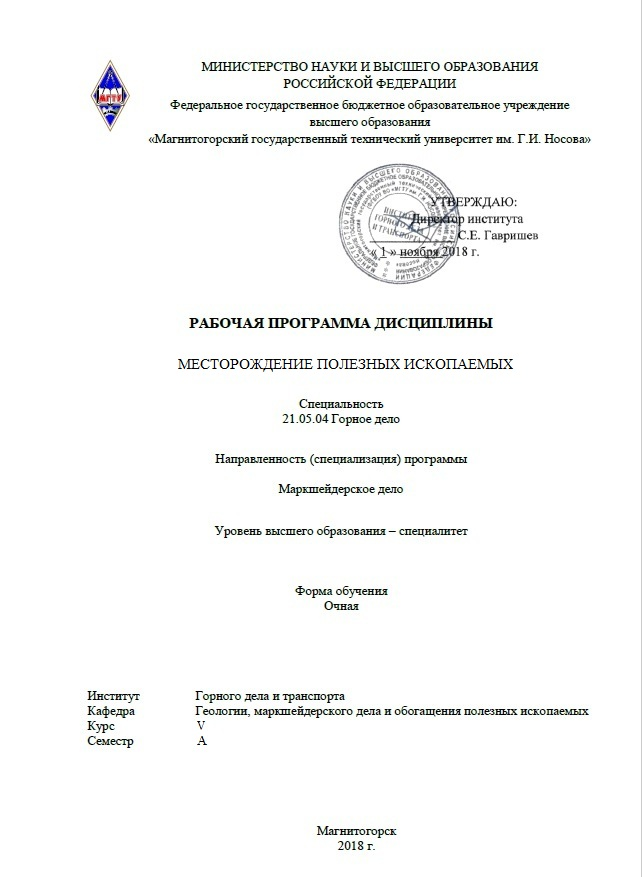 МИНИСТЕРСТВО НАУКИ И ВЫСШЕГО ОБРАЗОВАНИЯ
РОССИЙСКОЙ ФЕДЕРАЦИИ
Федеральное государственное бюджетное образовательное учреждение
высшего образования
«Магнитогорский государственный технический университет им. Г.И. Носова»
МГТУ
УТВЕРЖДАЮ:
Директор института
С.Е. Гавришев
« 1 » ноября 2018 г.
РАБОЧАЯ ПРОГРАММА ДИСЦИПЛИНЫ
МЕСТОРОЖДЕНИЕ ПОЛЕЗНЫХ ИСКОПАЕМЫХ
Специальность
21.05.04 Горное дело
Направленность (специализация) программы
Маркшейдерское дело
Уровень высшего образования – специалитет
Форма обучения
Очная
Институт Горного дела и транспорта
Кафедра Геологии, маркшейдерского дела и обогащения полезных ископаемых
Курс V
Семестр А
Магнитогорск
2018 г.